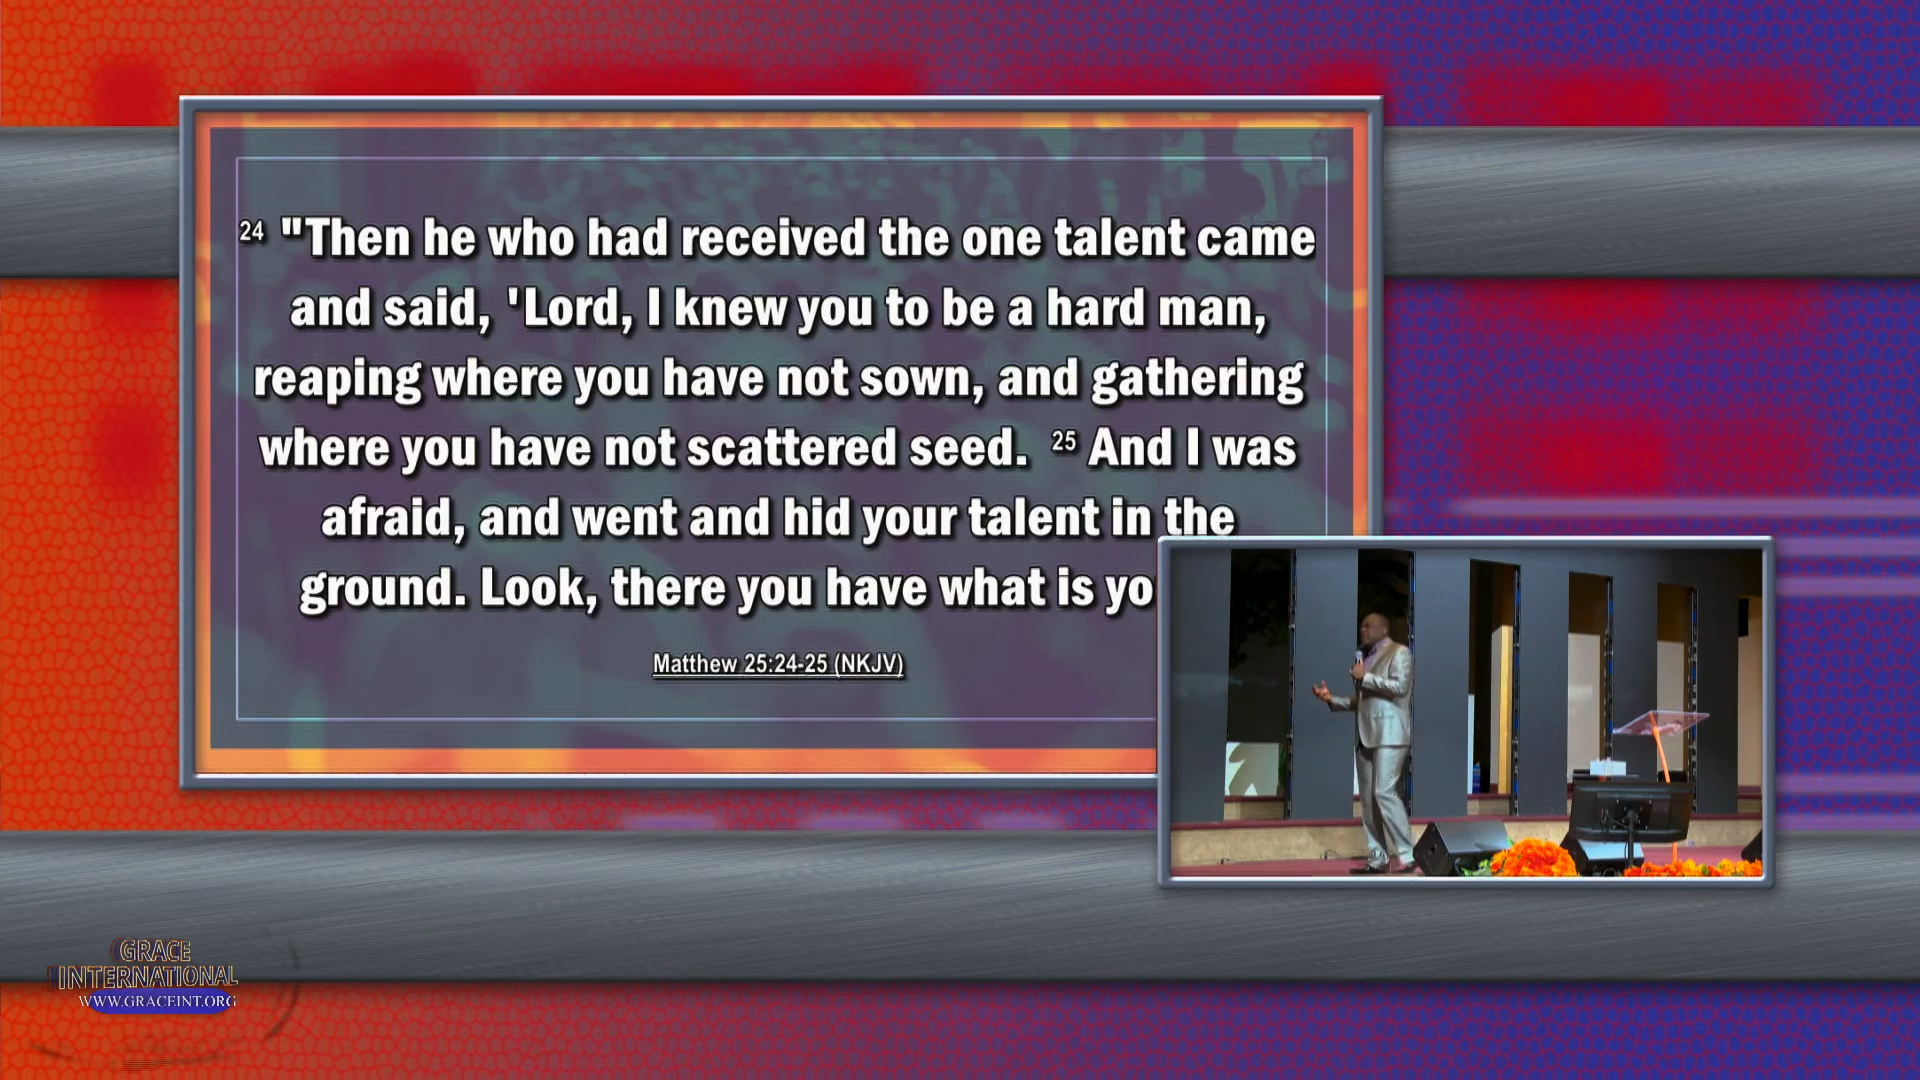 24 "Then he who had received the one talent came
and said, 'Lord, I knew you to be a hard man,
reaping where you have not sown, and gathering
where you have not scattered seed. 25 And I was
afraid, and went and hid your talent in the
ground. Look, there you have what is yo
Matthew 25:24-25 (NKJV)
GRACE
INTERNATIONAL
WWW.GRACEINT.ORG